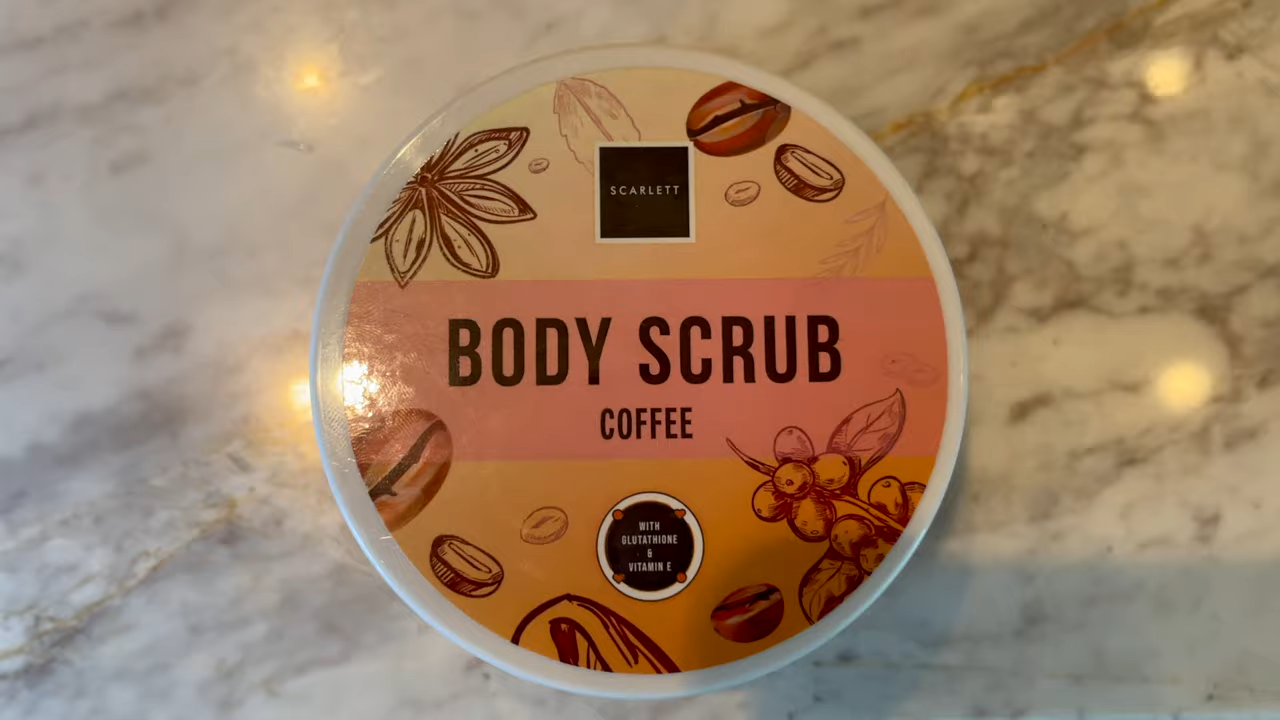 SCARLETT
BODY SCRUB
COFFEE
WITH
GLUTATHIONE
&
VITAMIN E